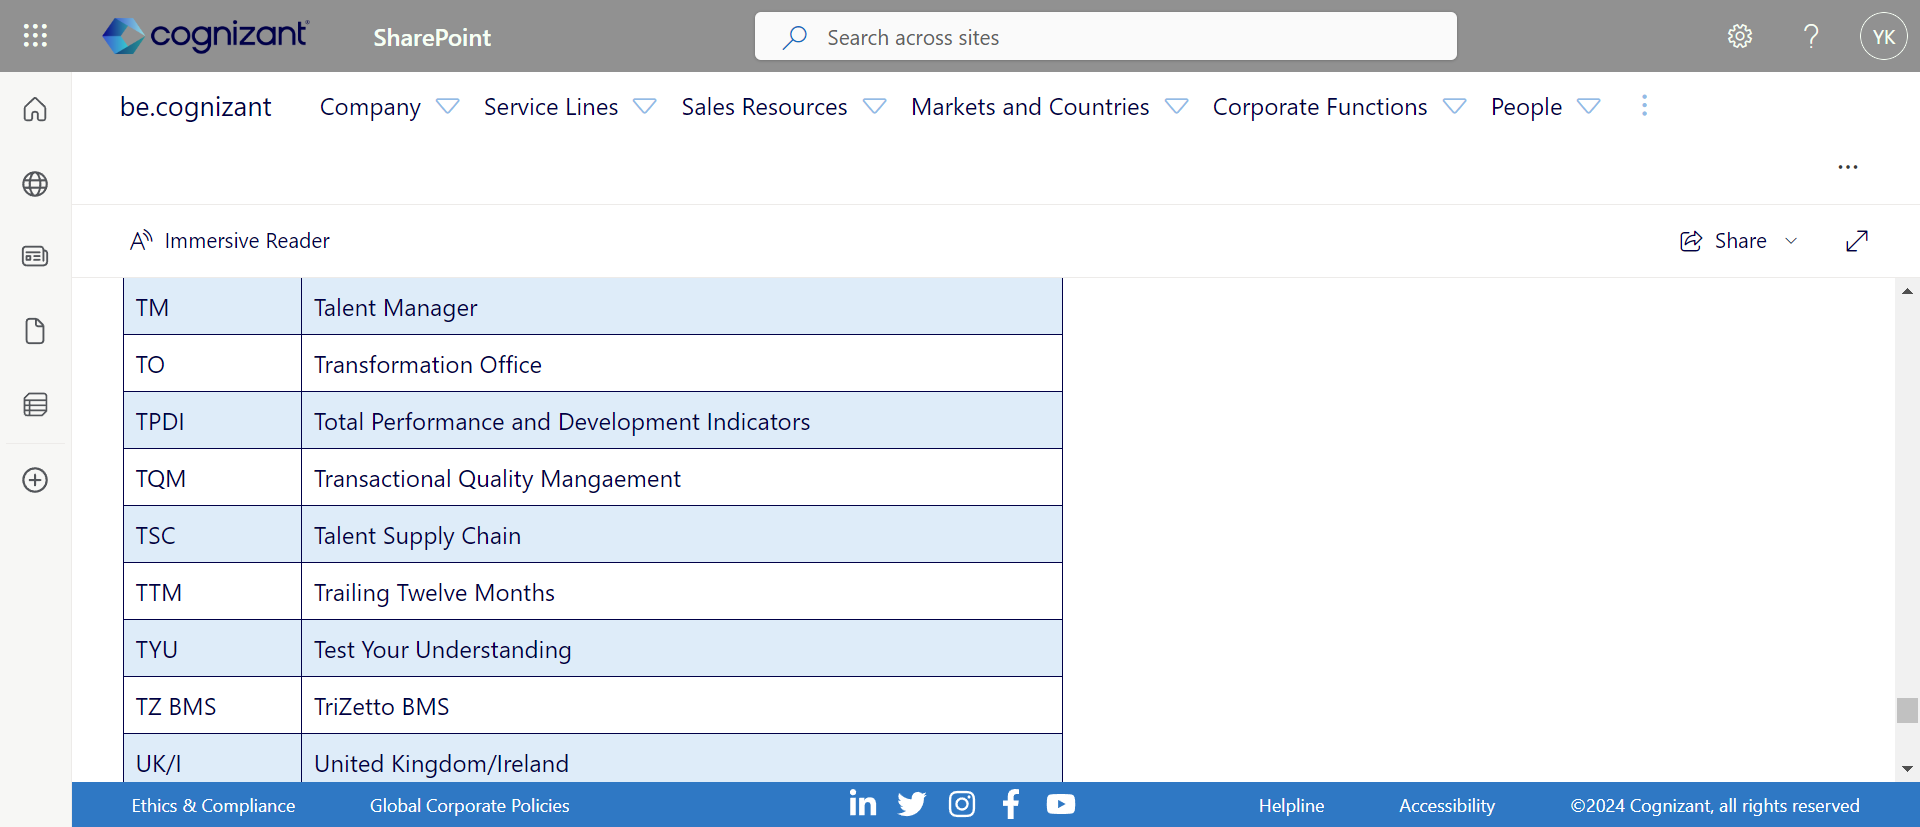 cognizant SharePoint Search across sites ? YK
be.cognizant Company Service Lines Sales Resources Markets and Countries Corporate Functions People
Immersive Reader Share
TM Talent Manager
TO Transformation Office
TPDI Total Performance and Development Indicators
TQM Transactional Quality Mangaement
TSC Talent Supply Chain
TTM Trailing Twelve Months
TYU Test Your Understanding
TZ BMS TriZetto BMS
UK/I United Kingdom/Ireland
Ethics & Compliance Global Corporate Policies Helpline Accessibility ©2024 Cognizant, all rights reserved